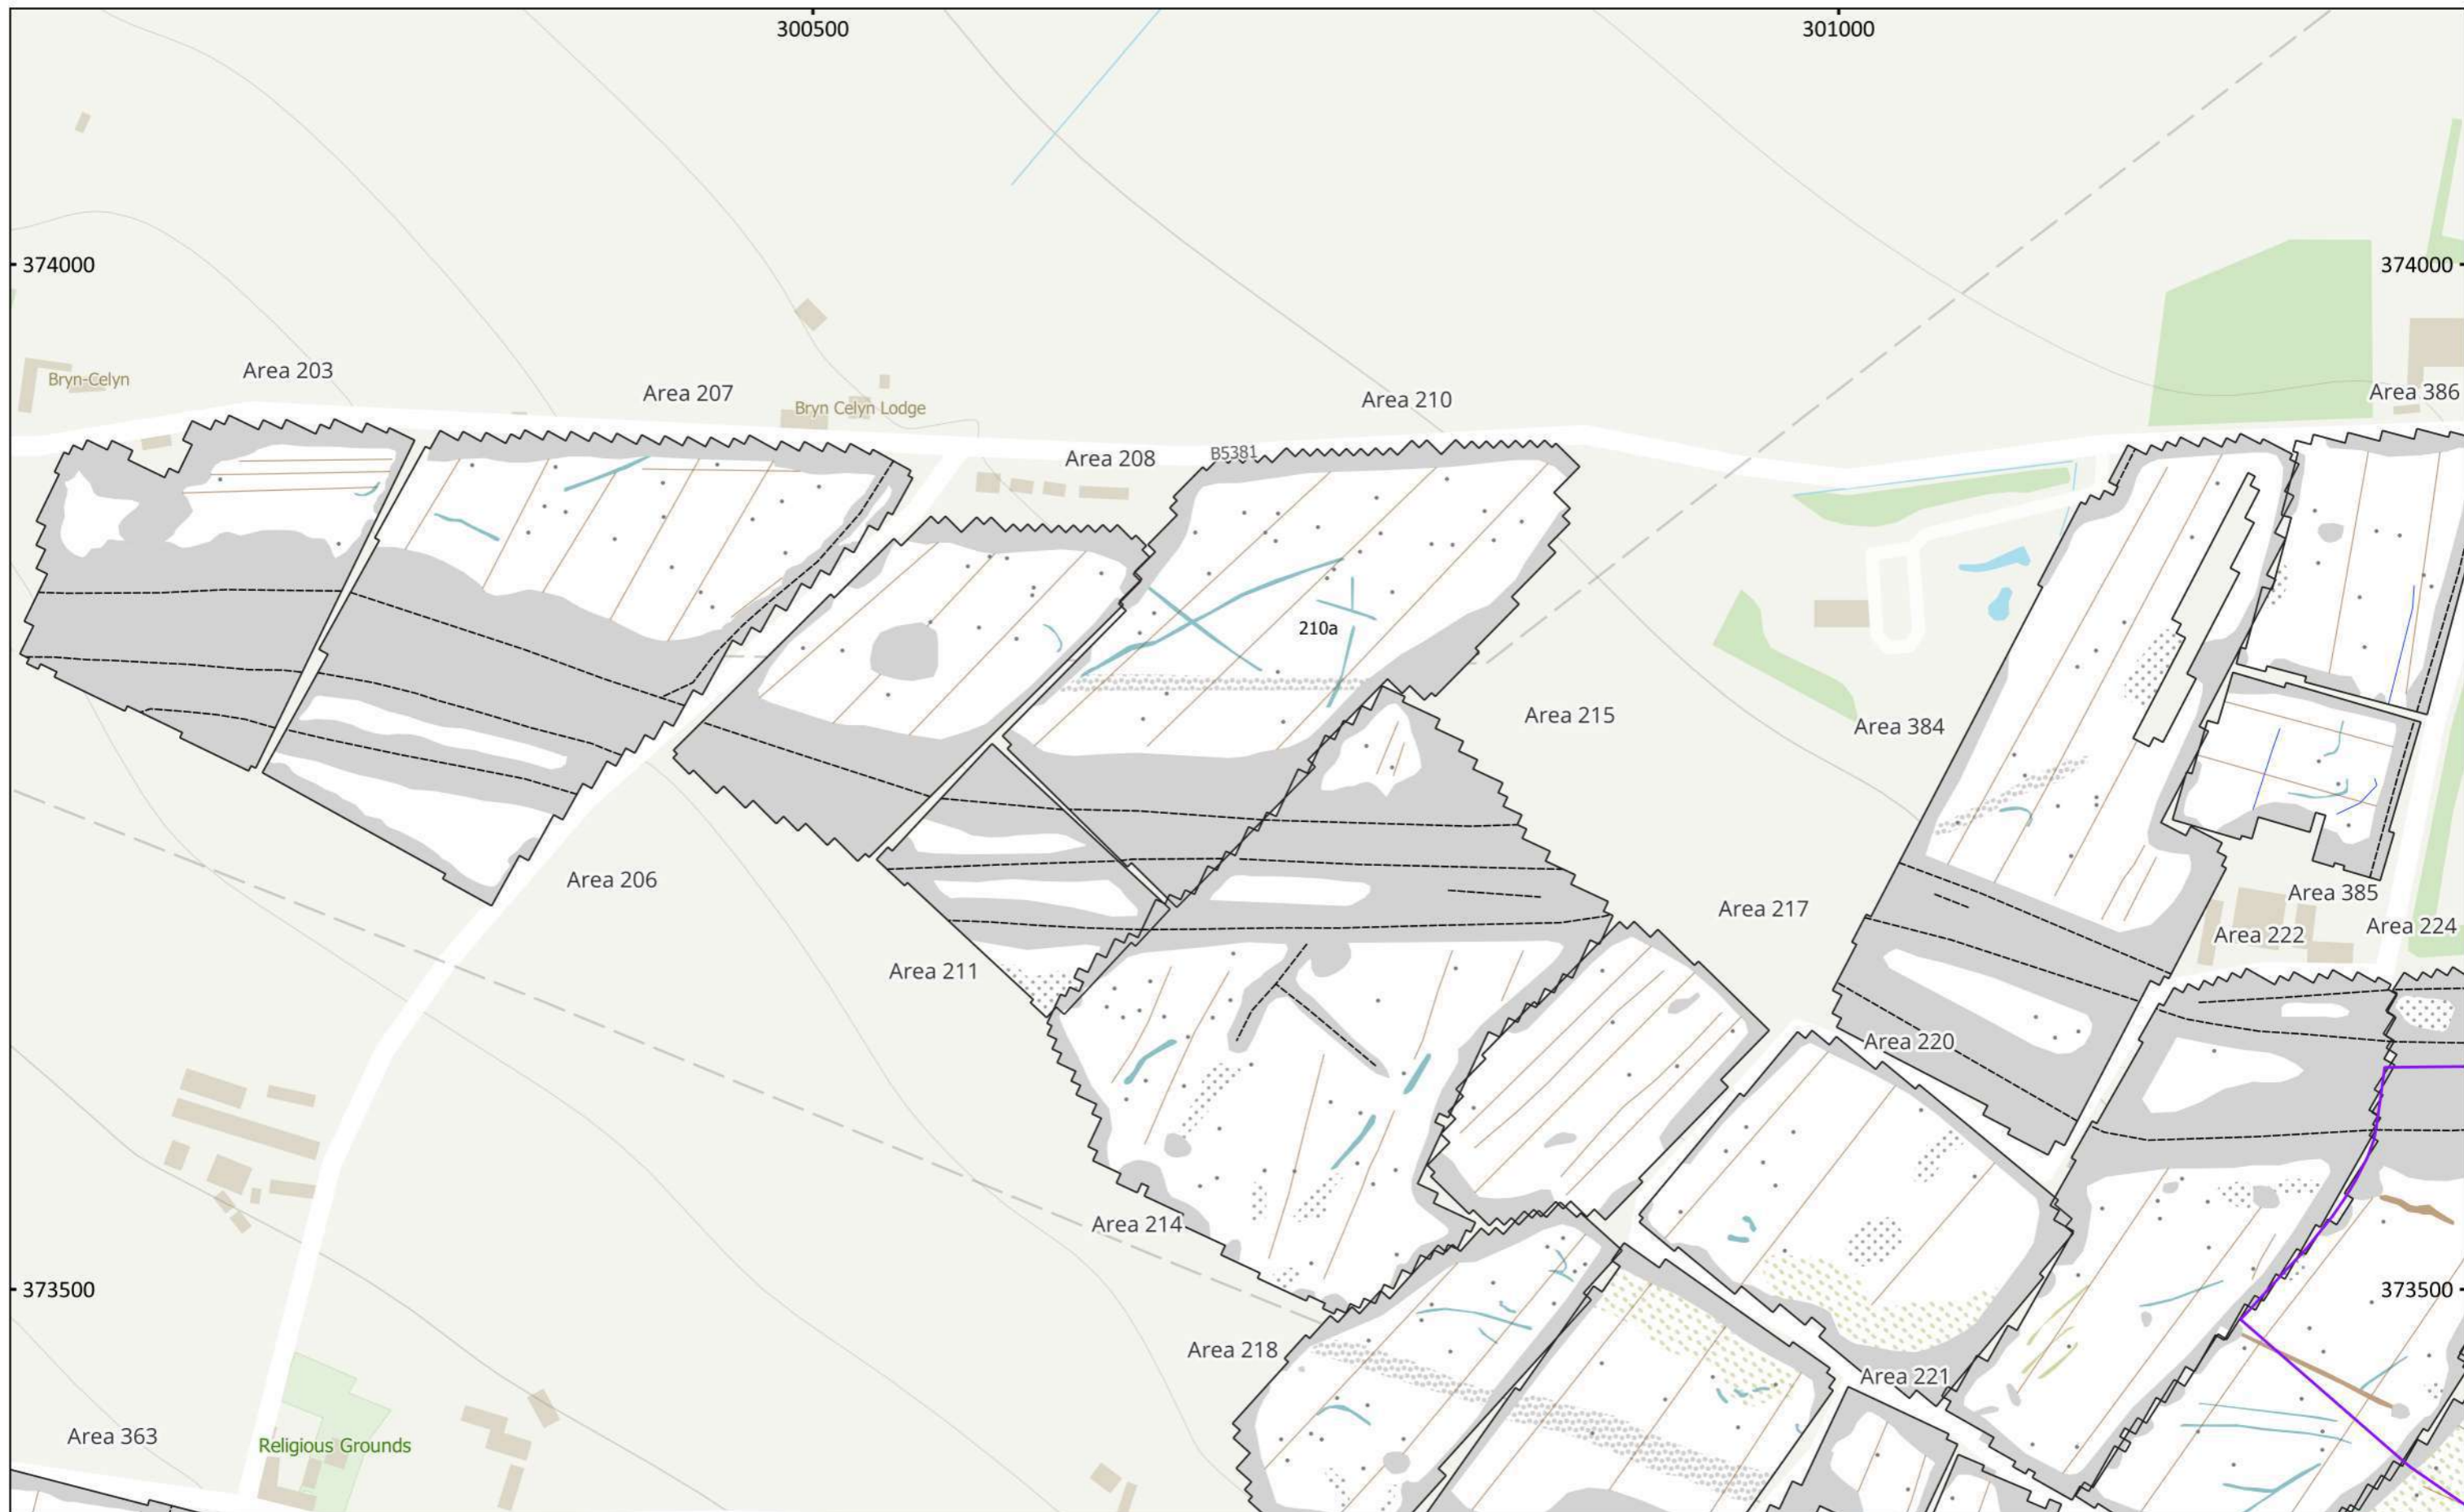 300500
301000
374000
374000
Area 203
Bryn-Celyn
Area 207
Bryn Celyn Lodge
Area 210
Area 386
Area 208
B5381
210a
Area 215
Area 384
Area 206
Area 385
Area 217
Area 224
Area 222
Area 211
Area 220
Area 214
373500
373500
Area 218
Area 221
Area 363
Religious Grounds